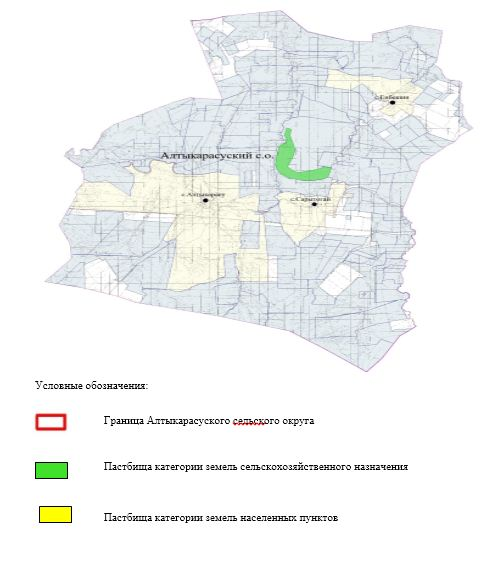 с.Енбекши
Алтыкарасуский с.о.
с.Алтыкарасу
с.Сарытогай
Условные обозначения:
Граница Алтыкарасуского сельского округа
Пастбища категории земель сельскохозяйственного назначения
Пастбища категории земель населенных пунктов